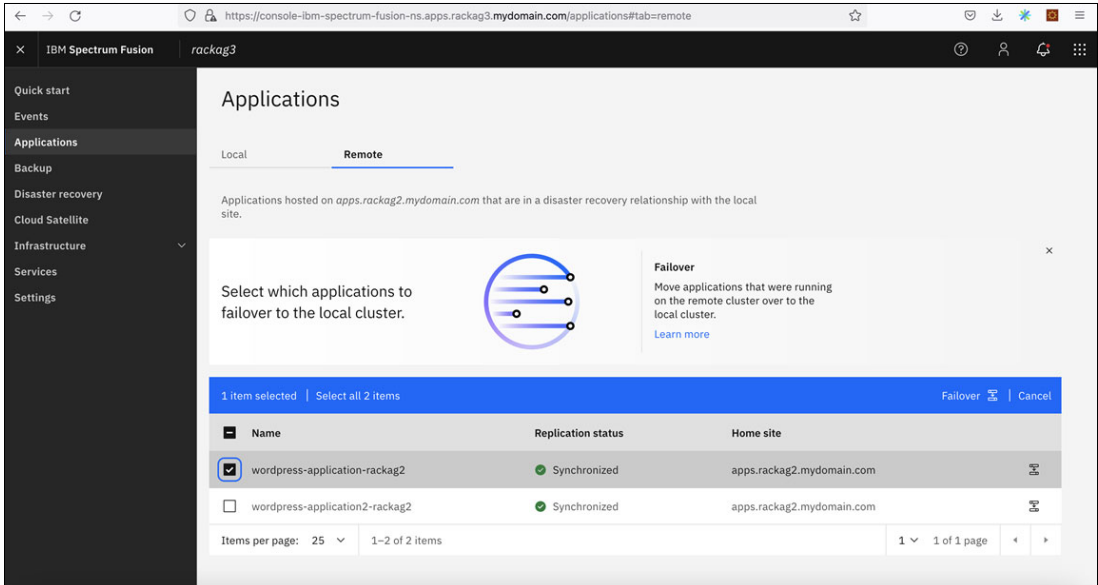 https://console-ibm-spectrum-fusion-ns.apps.rackag3.mydomain.com/applications#tab=remote
IBM Spectrum Fusion
rackag3
Quick start
Events
Applications
Backup
Disaster recovery
Cloud Satellite
Infrastructure
Services
Settings
Applications
Local Remote
Applications hosted on apps.rackag2.mydomain.com that are in a disaster recovery relationship with the local
site.
Select which applications to
failover to the local cluster.
Failover
Move applications that were running
on the remote cluster over to the
local cluster.
Learn more
1 item selected | Select all 2 items Failover | Cancel
Name Replication status Home site
wordpress-application-rackag2 Synchronized apps.rackag2.mydomain.com
wordpress-application2-rackag2 Synchronized apps.rackag2.mydomain.com
Items per page: 25 1–2 of 2 items 1 1 of 1 page